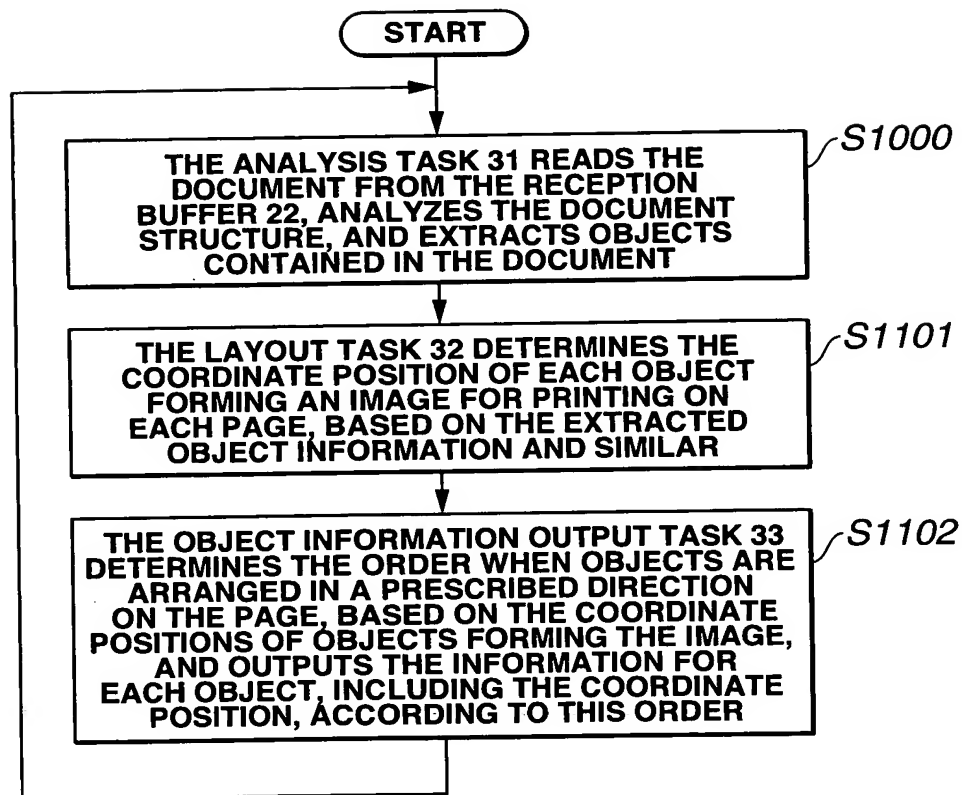 START
S1000
THE ANALYSIS TASK 31 READS THE
DOCUMENT FROM THE RECEPTION
BUFFER 22, ANALYZES THE DOCUMENT
STRUCTURE, AND EXTRACTS OBJECTS
CONTAINED IN THE DOCUMENT
S1101
THE LAYOUT TASK 32 DETERMINES THE
COORDINATE POSITION OF EACH OBJECT
FORMING AN IMAGE FOR PRINTING ON
EACH PAGE, BASED ON THE EXTRACTED
OBJECT INFORMATION AND SIMILAR
S1102
THE OBJECT INFORMATION OUTPUT TASK 33
DETERMINES THE ORDER WHEN OBJECTS ARE
ARRANGED IN A PRESCRIBED DIRECTION
ON THE PAGE, BASED ON THE COORDINATE
POSITIONS OF OBJECTS FORMING THE IMAGE,
AND OUTPUTS THE INFORMATION FOR
EACH OBJECT, INCLUDING THE COORDINATE
POSITION, ACCORDING TO THIS ORDER